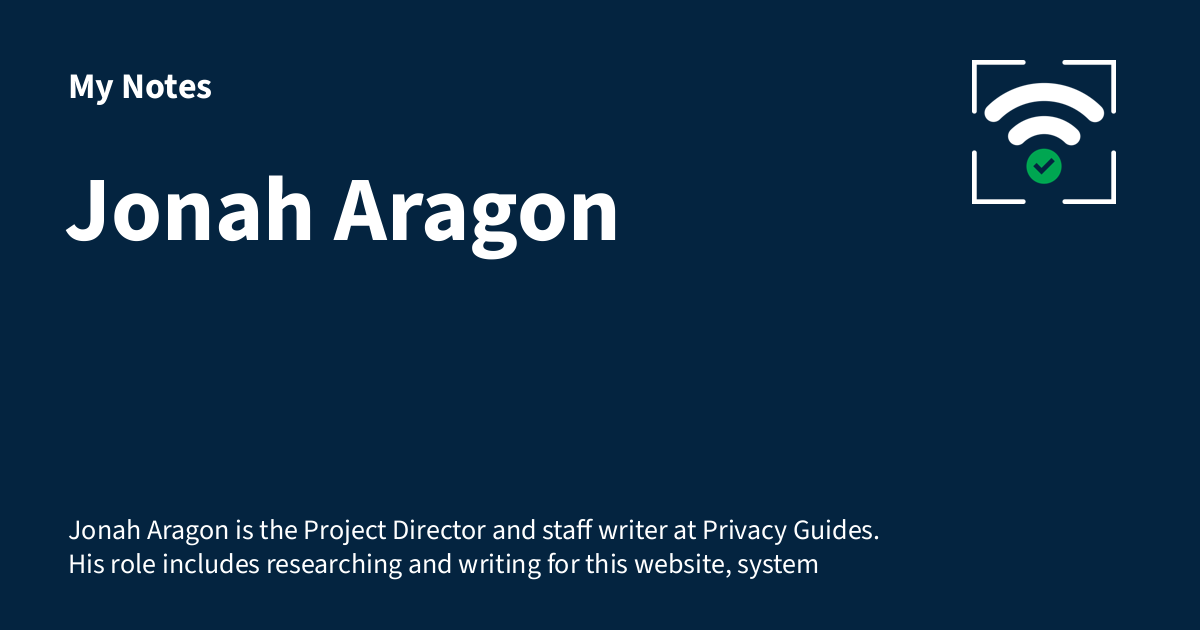 My Notes
Jonah Aragon
Jonah Aragon is the Project Director and staff writer at Privacy Guides.
His role includes researching and writing for this website, system